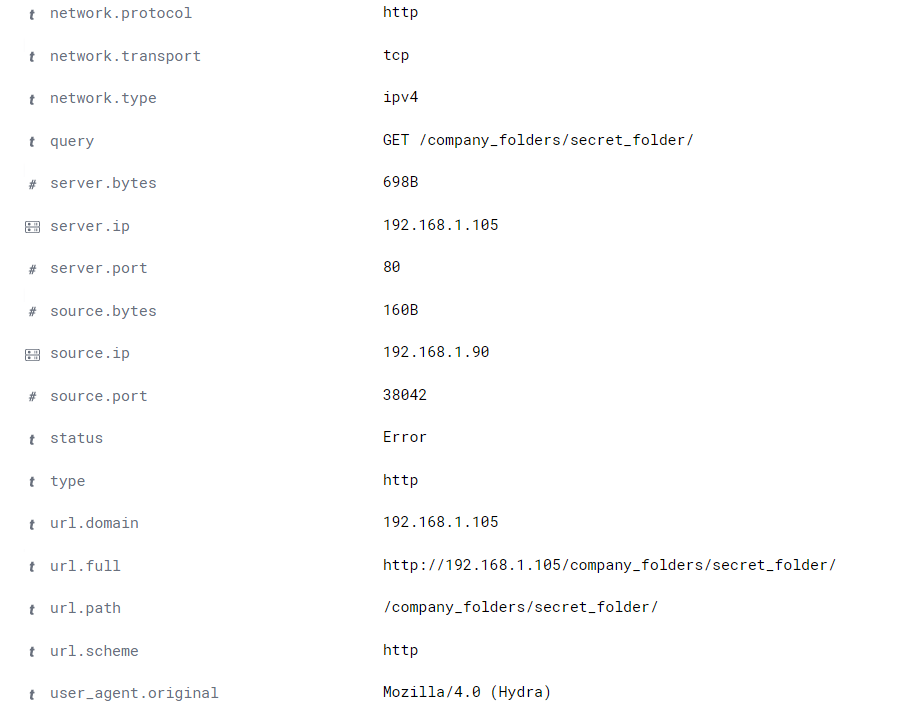 t network.protocol http
t network.transport tcp
t network.type ipv4
t query GET /company_folders/secret_folder/
# server.bytes 698B
server.ip 192.168.1.105
# server.port 80
# source.bytes 160B
source.ip 192.168.1.90
# source.port 38042
t status Error
t type http
t url.domain 192.168.1.105
t url.full http://192.168.1.105/company_folders/secret_folder/
t url.path /company_folders/secret_folder/
t url.scheme http
t user_agent.original Mozilla/4.0 (Hydra)